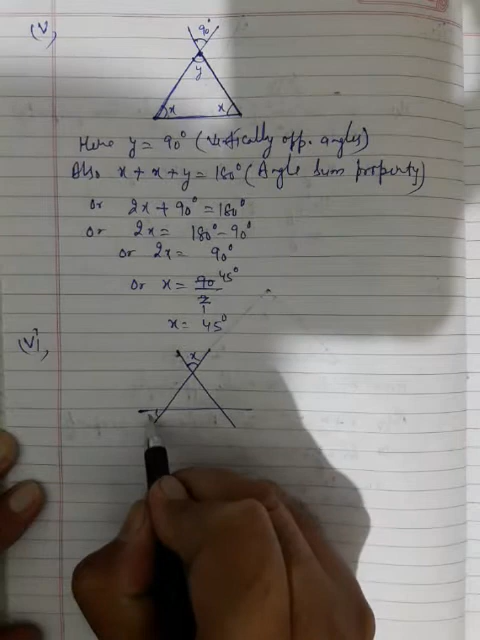 (v),
90°
y
x x
Here y = 90° (vertically opp. angles)
Also x + x + y = 180° (Angle sum property)
or 2x + 90° = 180°
or 2x = 180° - 90°
or 2x = 90°
or x = 90 45°
2
1
x = 45°
(vi),
x